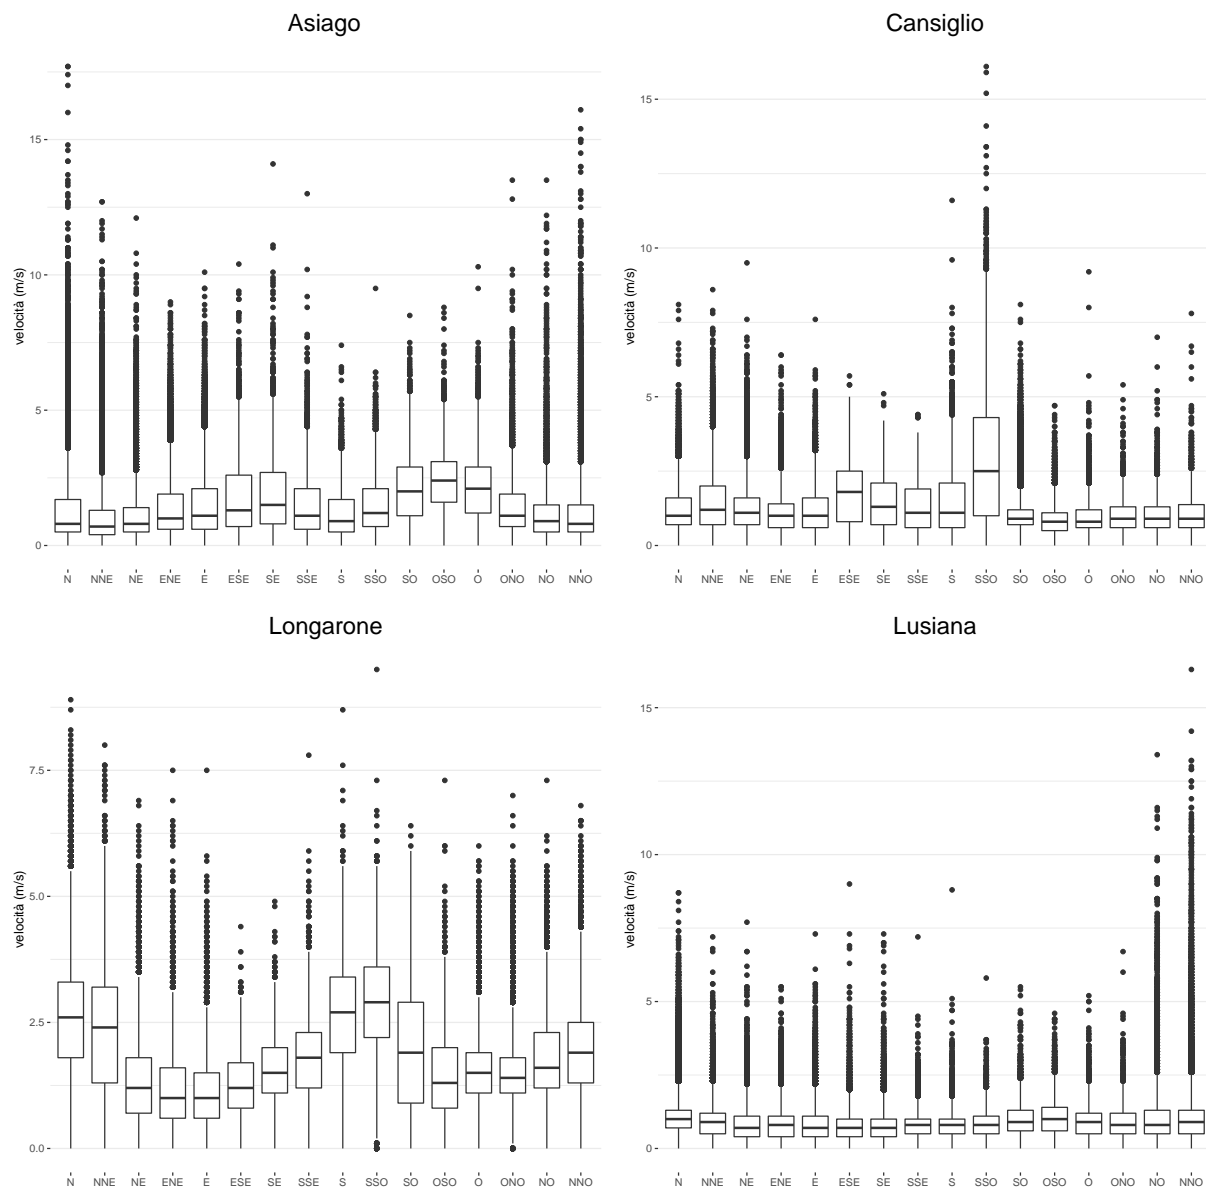 Asiago
velocità (m/s)
15
10
5
0
N NNE NE ENE E ESE SE SSE S SSO SO OSO O ONO NO NNO
Cansiglio
velocità (m/s)
15
10
5
0
N NNE NE ENE E ESE SE SSE S SSO SO OSO O ONO NO NNO
Longarone
velocità (m/s)
7.5
5.0
2.5
0.0
N NNE NE ENE E ESE SE SSE S SSO SO OSO O ONO NO NNO
Lusiana
velocità (m/s)
15
10
5
0
N NNE NE ENE E ESE SE SSE S SSO SO OSO O ONO NO NNO